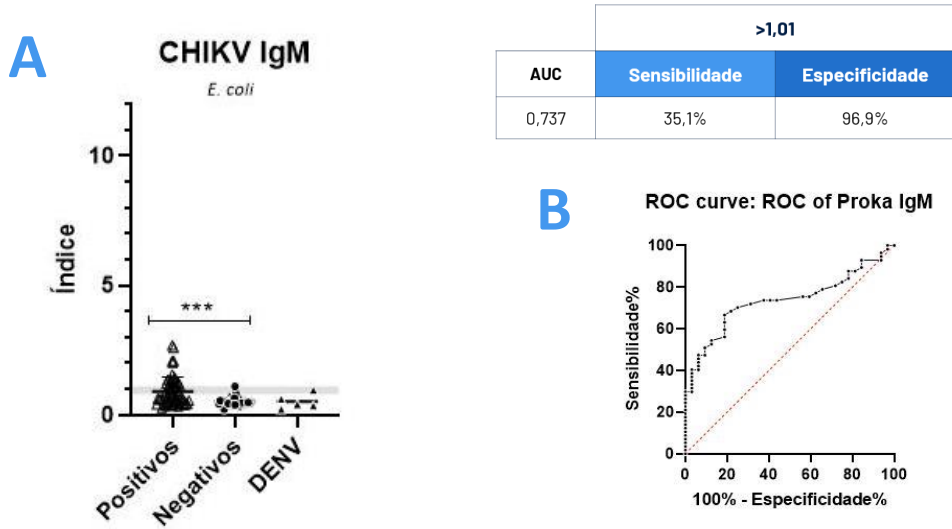 A
CHIKV IgM
E. coli
Índice
10
5
0
***
Positivos
Negativos
DENV
>1,01
AUC Sensibilidade Especificidade
0,737 35,1% 96,9%
B
ROC curve: ROC of Proka IgM
Sensibilidade%
100
80
60
40
20
0
0 20 40 60 80 100
100% - Especificidade%